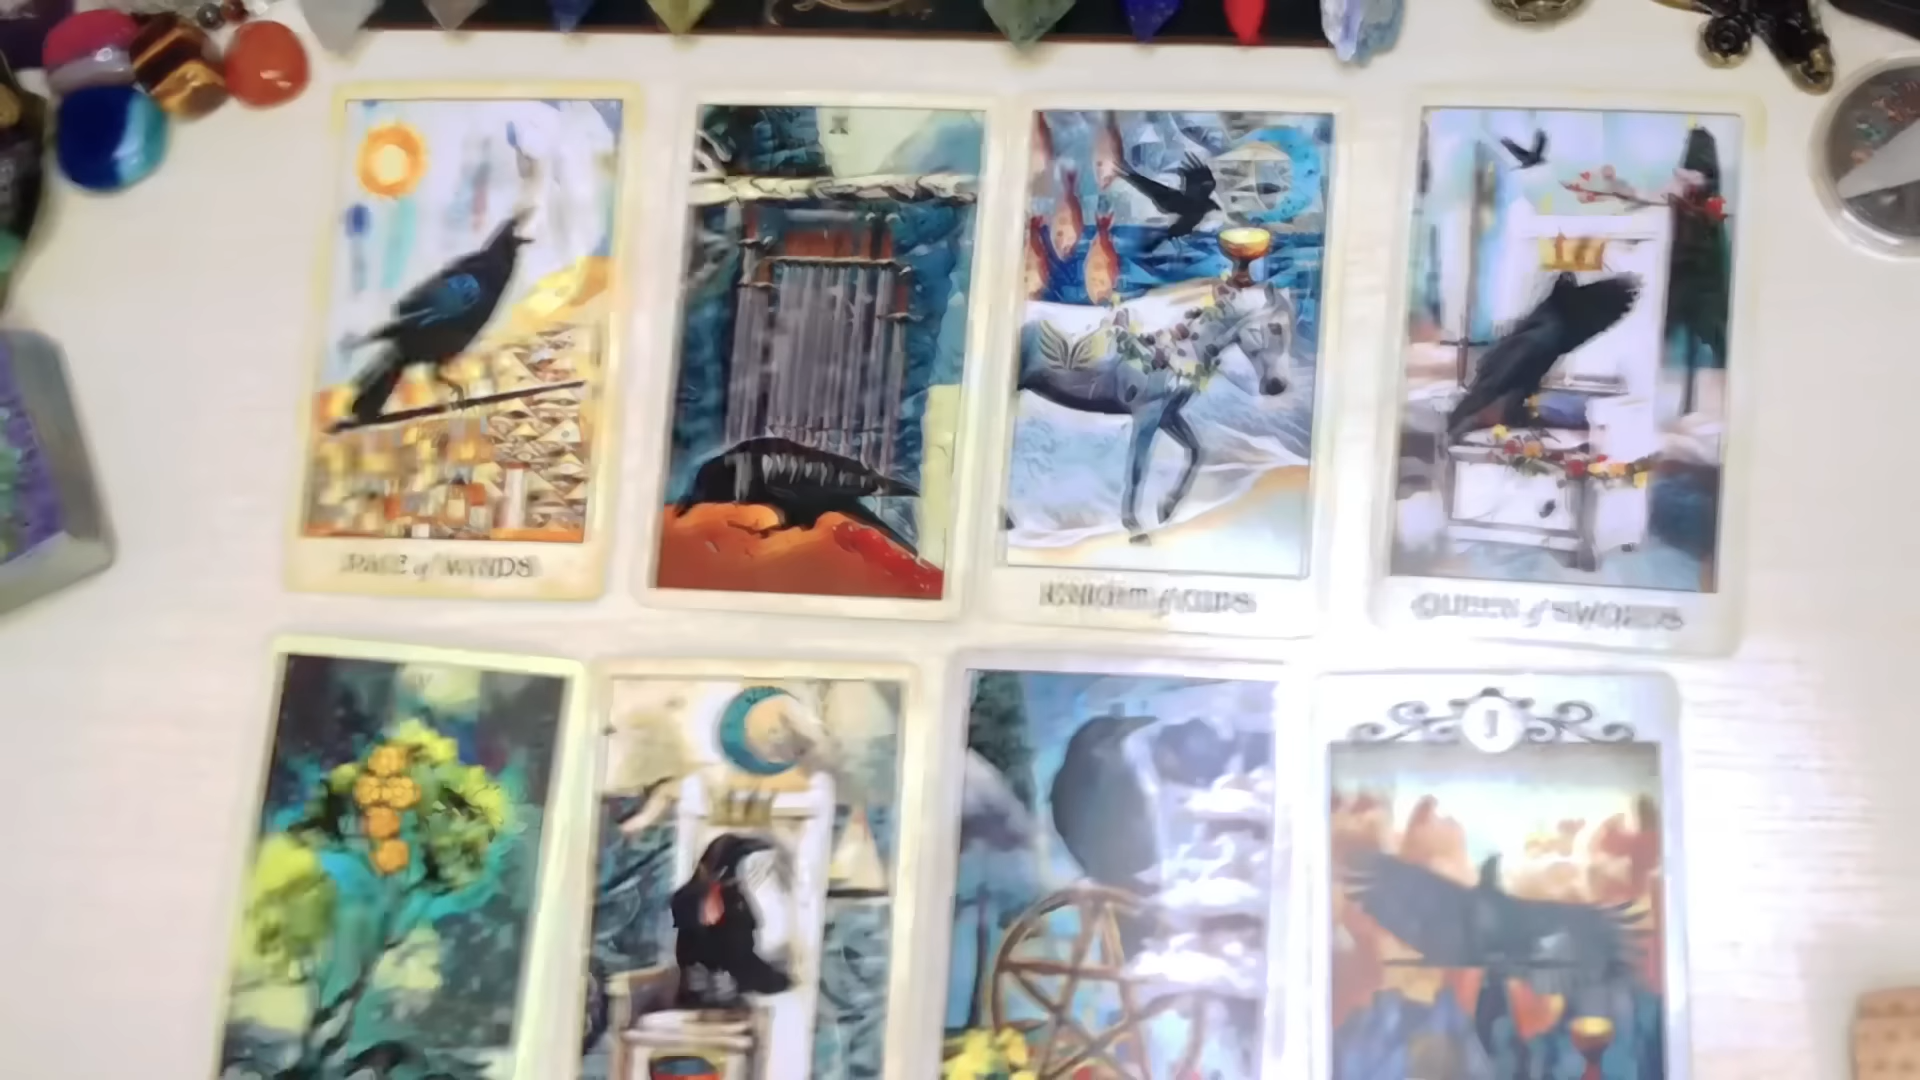 PAGE of WANDS
X
KNIGHT of CUPS
QUEEN of SWORDS
I